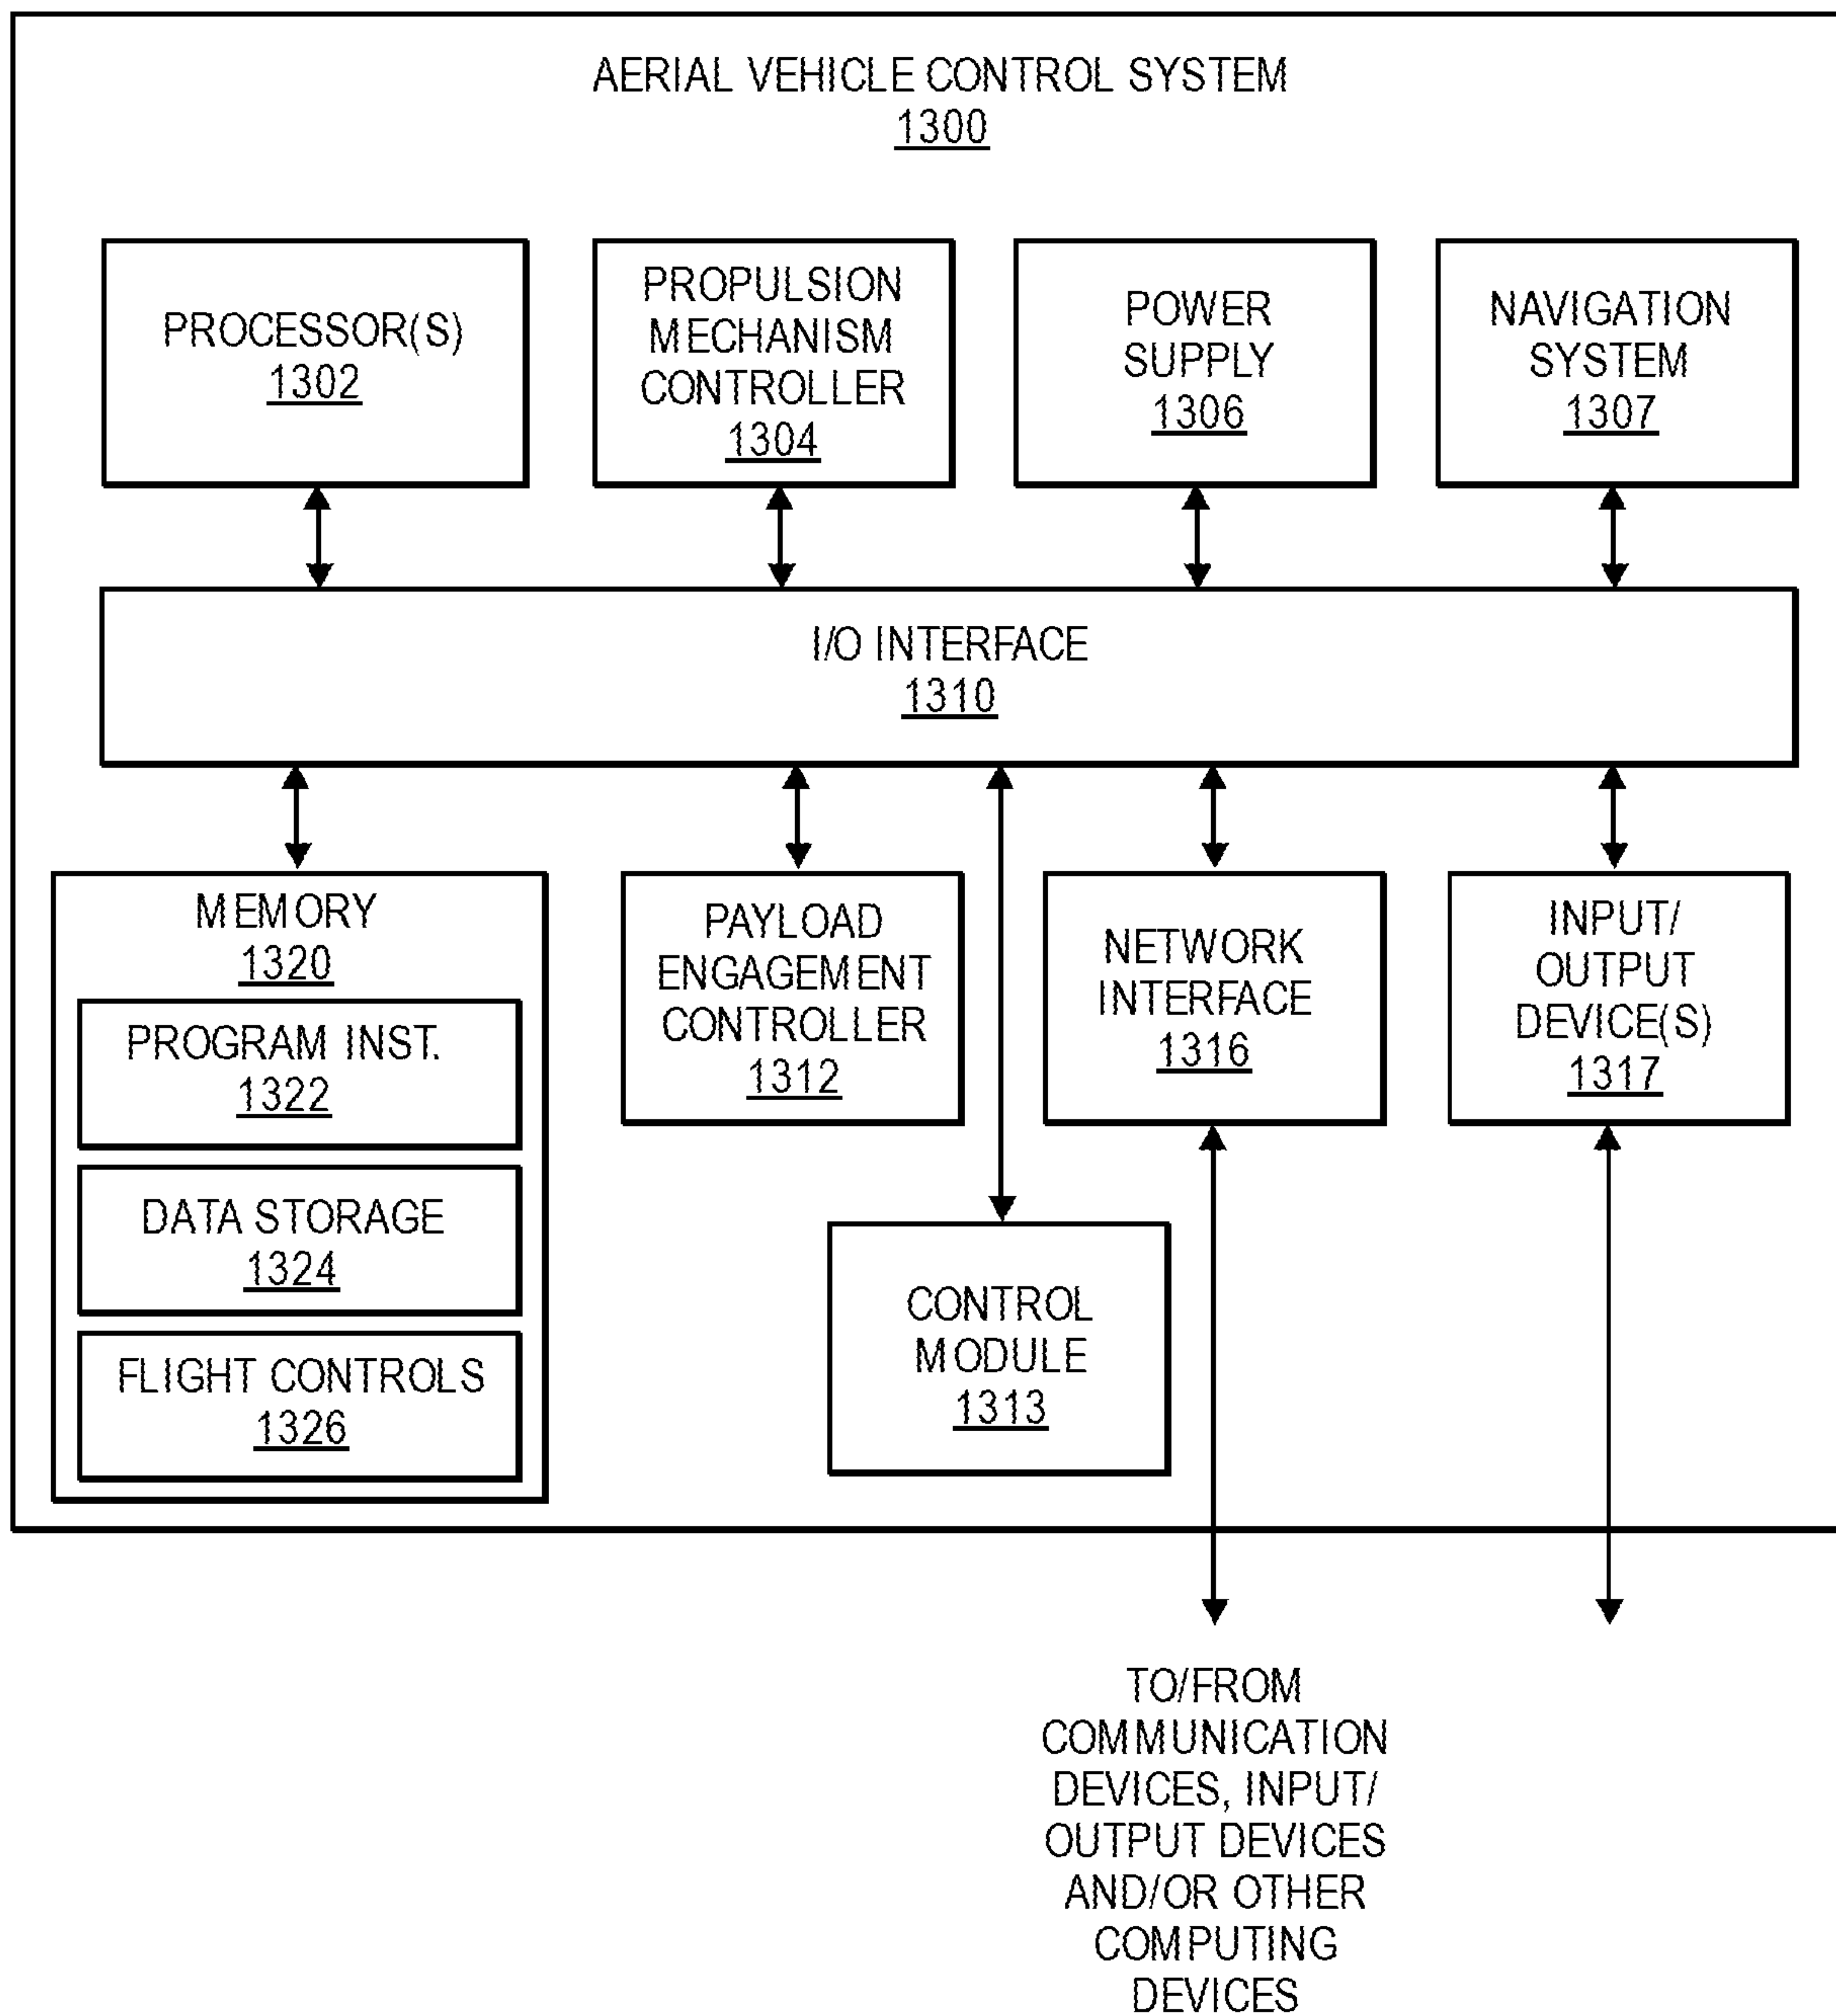 AERIAL VEHICLE CONTROL SYSTEM
1300
PROCESSOR(S)
1302
PROPULSION
MECHANISM
CONTROLLER
1304
POWER
SUPPLY
1306
NAVIGATION
SYSTEM
1307
I/O INTERFACE
1310
MEMORY
1320
PROGRAM INST.
1322
DATA STORAGE
1324
FLIGHT CONTROLS
1326
PAYLOAD
ENGAGEMENT
CONTROLLER
1312
CONTROL
MODULE
1313
NETWORK
INTERFACE
1316
INPUT/
OUTPUT
DEVICE(S)
1317
TO/FROM
COMMUNICATION
DEVICES, INPUT/
OUTPUT DEVICES
AND/OR OTHER
COMPUTING
DEVICES